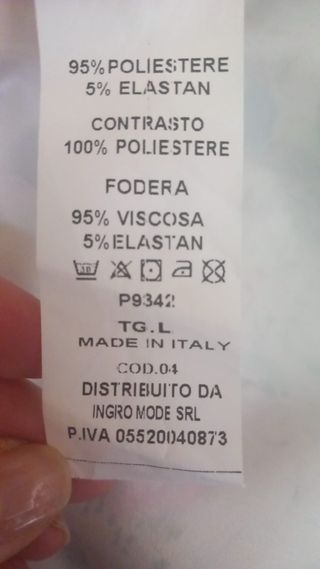 95% POLIESTERE
5% ELASTAN
CONTRASTO
100% POLIESTERE
FODERA
95% VISCOSA
5% ELASTAN
P9342
TG.L
MADE IN ITALY
COD.04
DISTRIBUITO DA
INGRO MODE SRL
P.IVA 05520040873